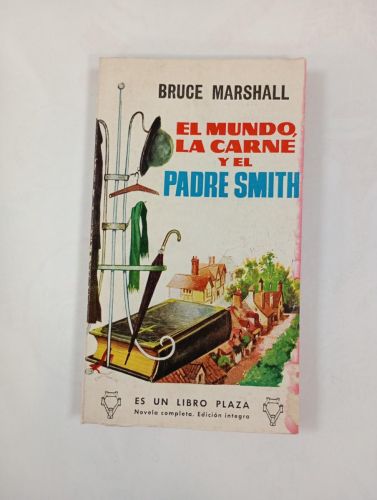 BRUCE MARSHALL
EL MUNDO,
LA CARNE
Y EL
PADRE SMITH
ES UN LIBRO PLAZA
Novela completa. Edición íntegra